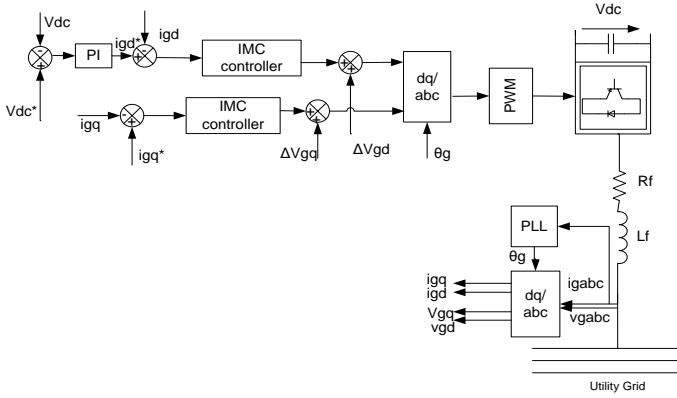 Vdc
Vdc
igd*
igd
PI
IMC
controller
Vdc*
dq/
abc
PWM
igq
IMC
controller
igq*
ΔVgq
ΔVgd
θg
Rf
Lf
PLL
θg
igabc
igq
igd
dq/
abc
vgabc
Vgq
vgd
Utility Grid